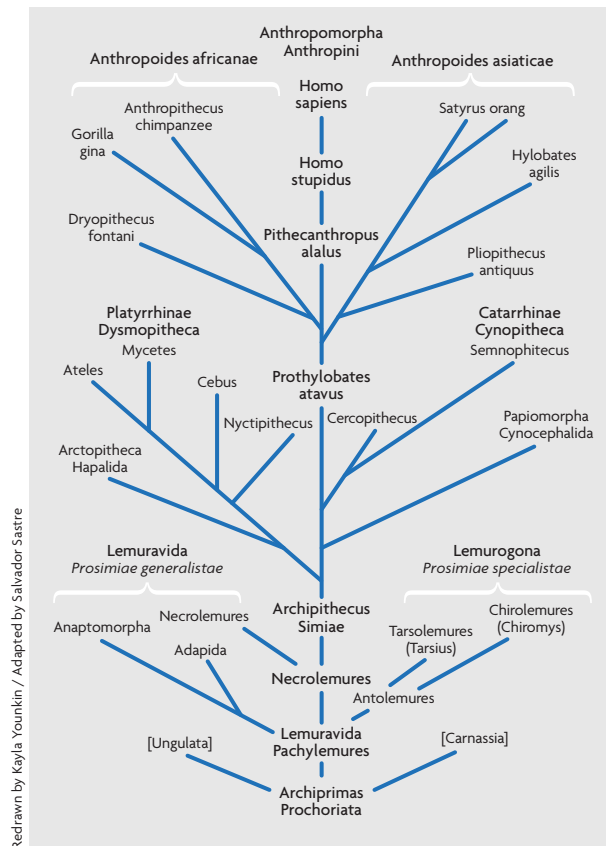 Anthropomorpha
Anthropini
Anthropoides africanae
Anthropoides asiaticae
Homo
sapiens
Anthropithecus
chimpanzee
Satyrus orang
Gorilla
gina
Hylobates
agilis
Homo
stupidus
Dryopithecus
fontani
Pithecanthropus
alalus
Pliopithecus
antiquus
Platyrrhinae
Dysmopitheca
Catarrhinae
Cynopitheca
Mycetes
Semnophitecus
Ateles
Cebus
Prothylobates
atavus
Nyctipithecus
Cercopithecus
Papiomorpha
Cynocephalida
Arctopitheca
Hapalida
Lemuravida
Prosimiae generalistae
Lemurogona
Prosimiae specialistae
Archipithecus
Simiae
Necrolemures
Chirolemures
(Chiromys)
Anaptomorpha
Tarsolemures
(Tarsius)
Adapida
Necrolemures
Antolemures
Lemuravida
Pachylemures
[Ungulata]
[Carnassia]
Archiprimas
Prochoriata
Redrawn by Kayla Younkin / Adapted by Salvador Sastre